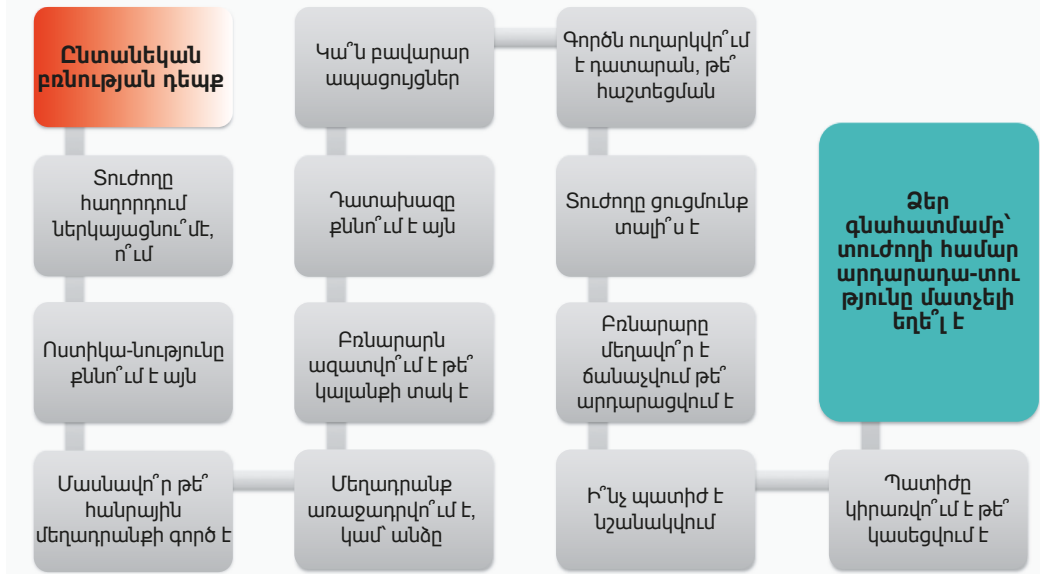 Ընտանեկան
բռնության դեպք
Տուժողը
հաղորդում
ներկայացնու՞մէ,
ո՞ւմ
Ոստիկա-նությունը
քննո՞ւմ է այն
Մասնավո՞ր թե՞
հանրային
մեղադրանքի գործ է
Մեղադրանք
առաջադրվո՞ւմ է,
կամ՝ անձը
Բռնարարն
ազատվո՞ւմ է թե՞
կալանքի տակ է
Դատախազը
քննո՞ւմ է այն
Կա՞ն բավարար
ապացույցներ
Գործն ուղարկվո՞ւմ
է դատարան, թե՞
հաշտեցման
Տուժողը ցուցմունք
տալի՞ս է
Բռնարարը
մեղավո՞ր է
ճանաչվում թե՞
արդարացվում է
Ի՞նչ պատիժ է
նշանակվում
Պատիժը
կիրառվո՞ւմ է թե՞
կասեցվում է
Ձեր
գնահատմամբ՝
տուժողի համար
արդարադա-տու
թյունը մատչելի
եղե՞լ է